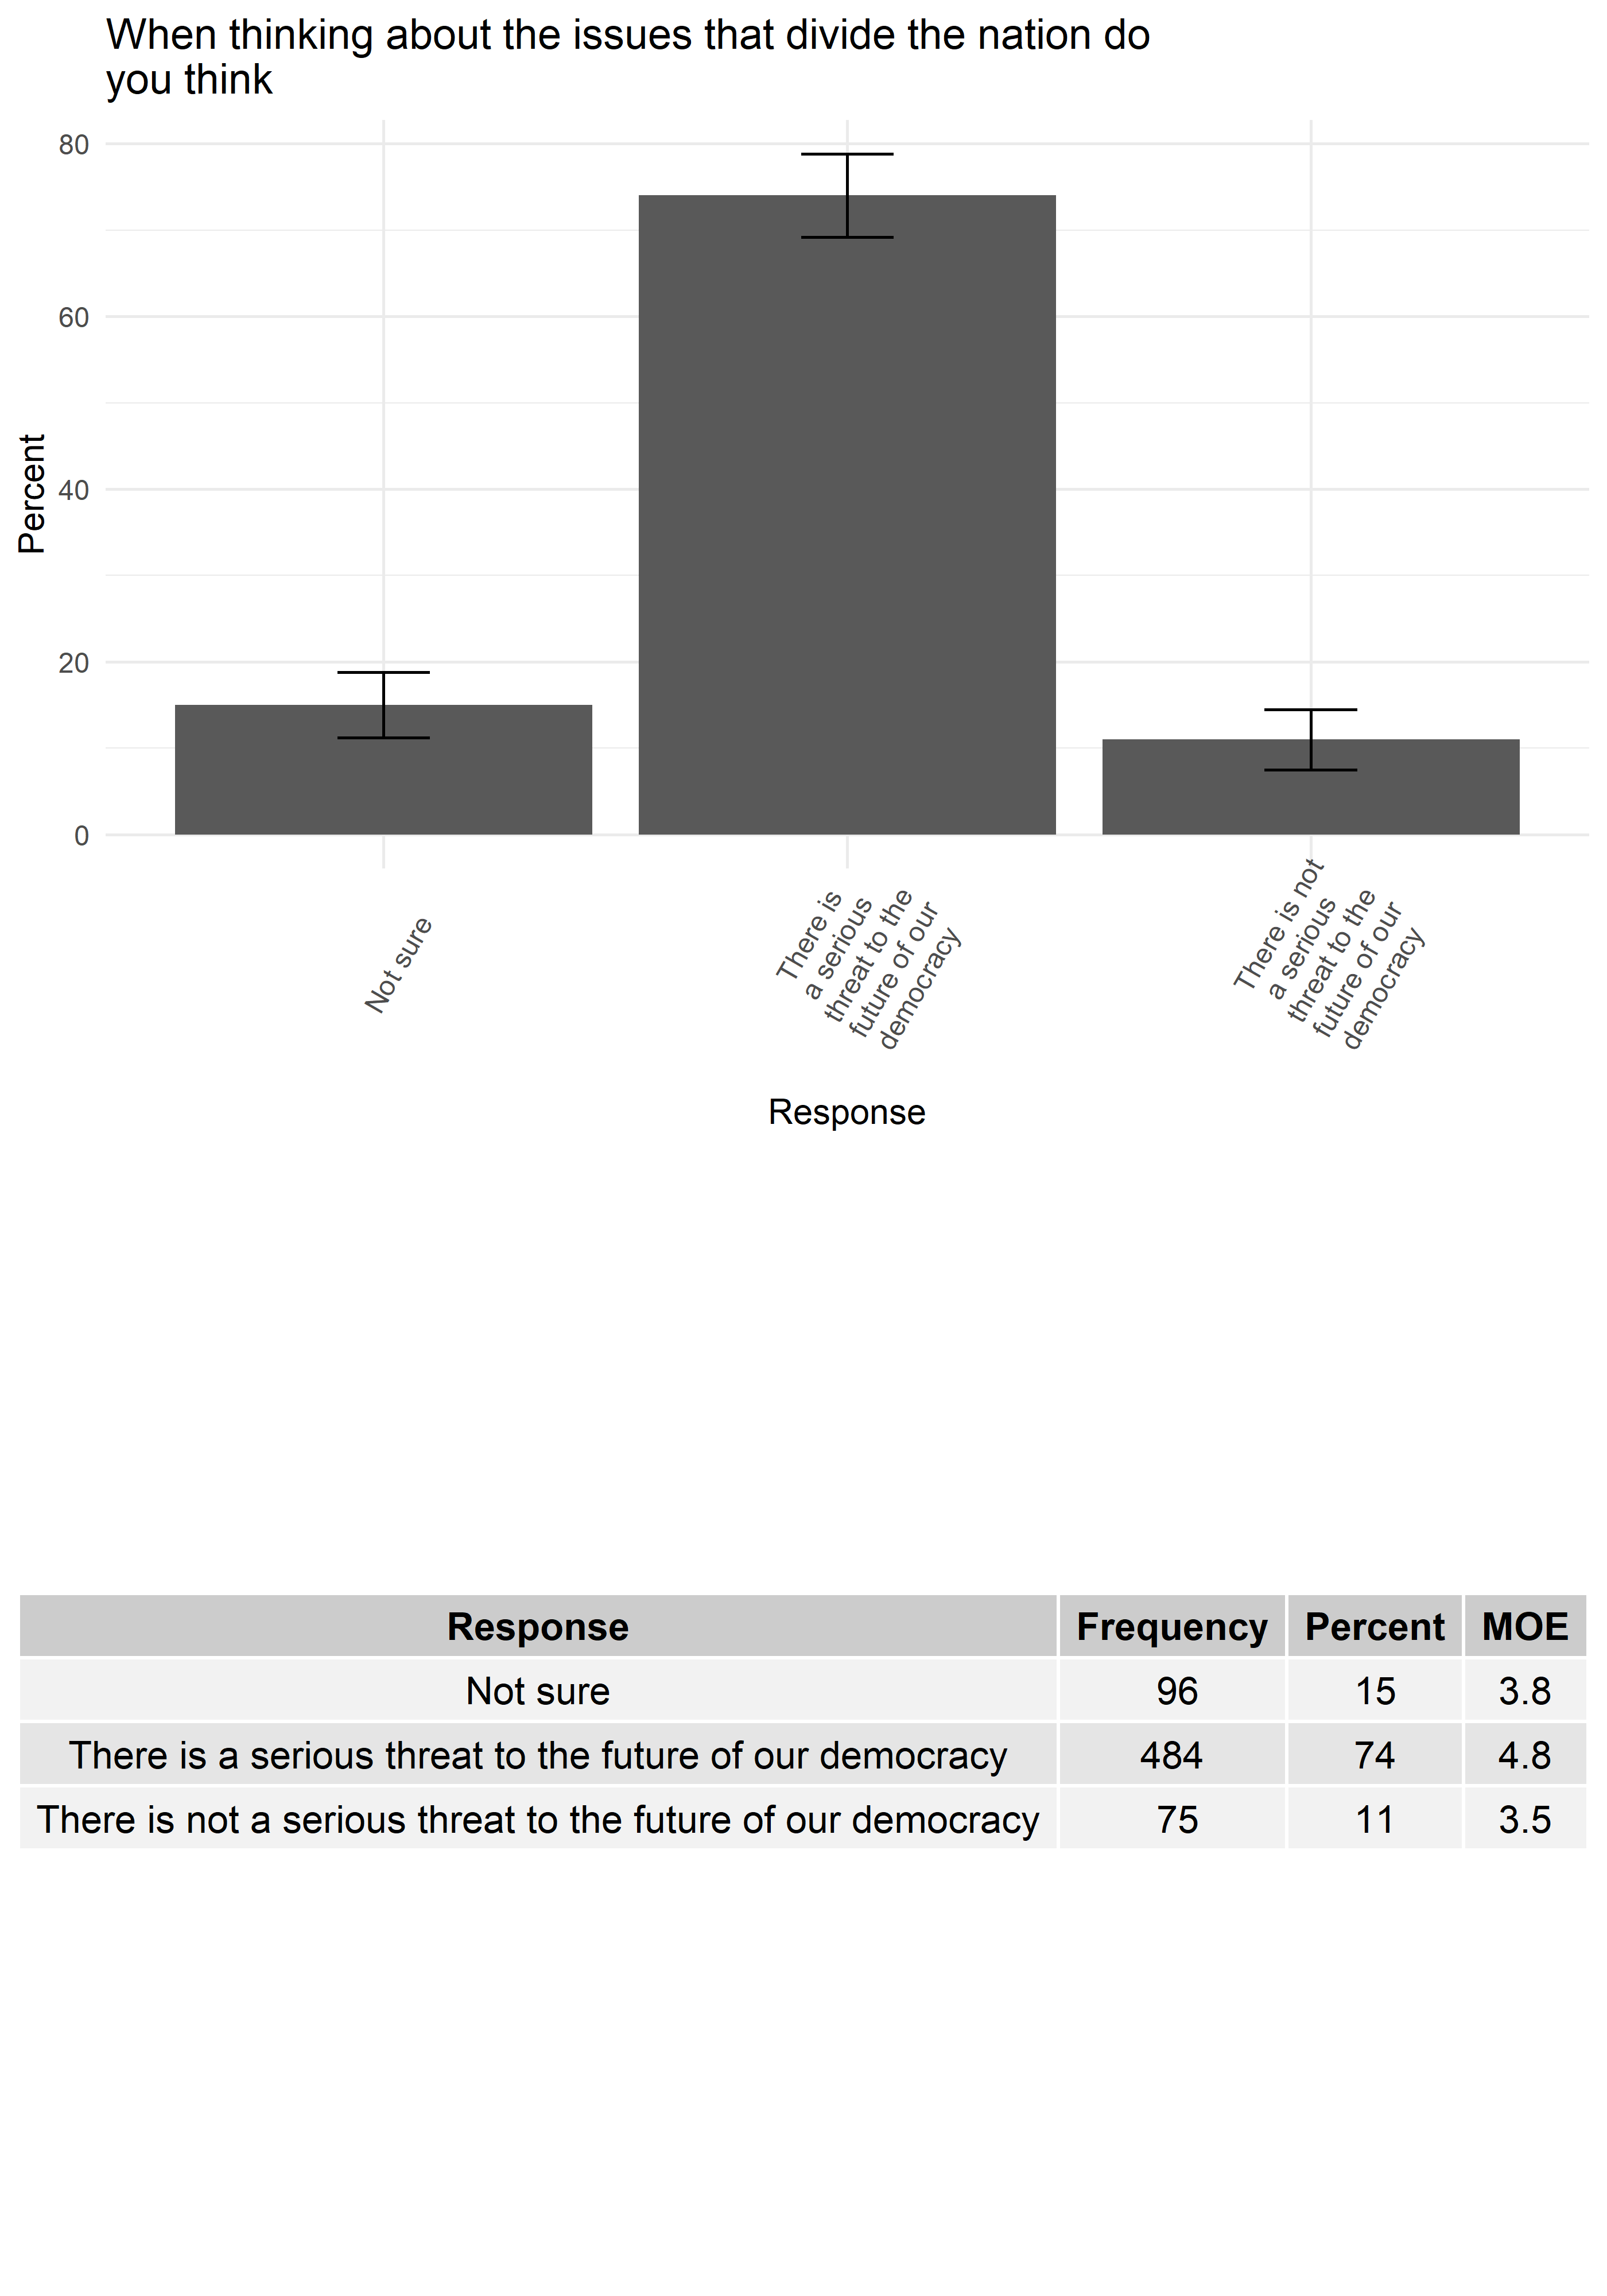 When thinking about the issues that divide the nation do
you think
80
60
40
20
0
Percent
Not sure
There is
a serious
threat to the
future of our
democracy
There is not
a serious
threat to the
future of our
democracy
Response
Response Frequency Percent MOE
Not sure 96 15 3.8
There is a serious threat to the future of our democracy 484 74 4.8
There is not a serious threat to the future of our democracy 75 11 3.5